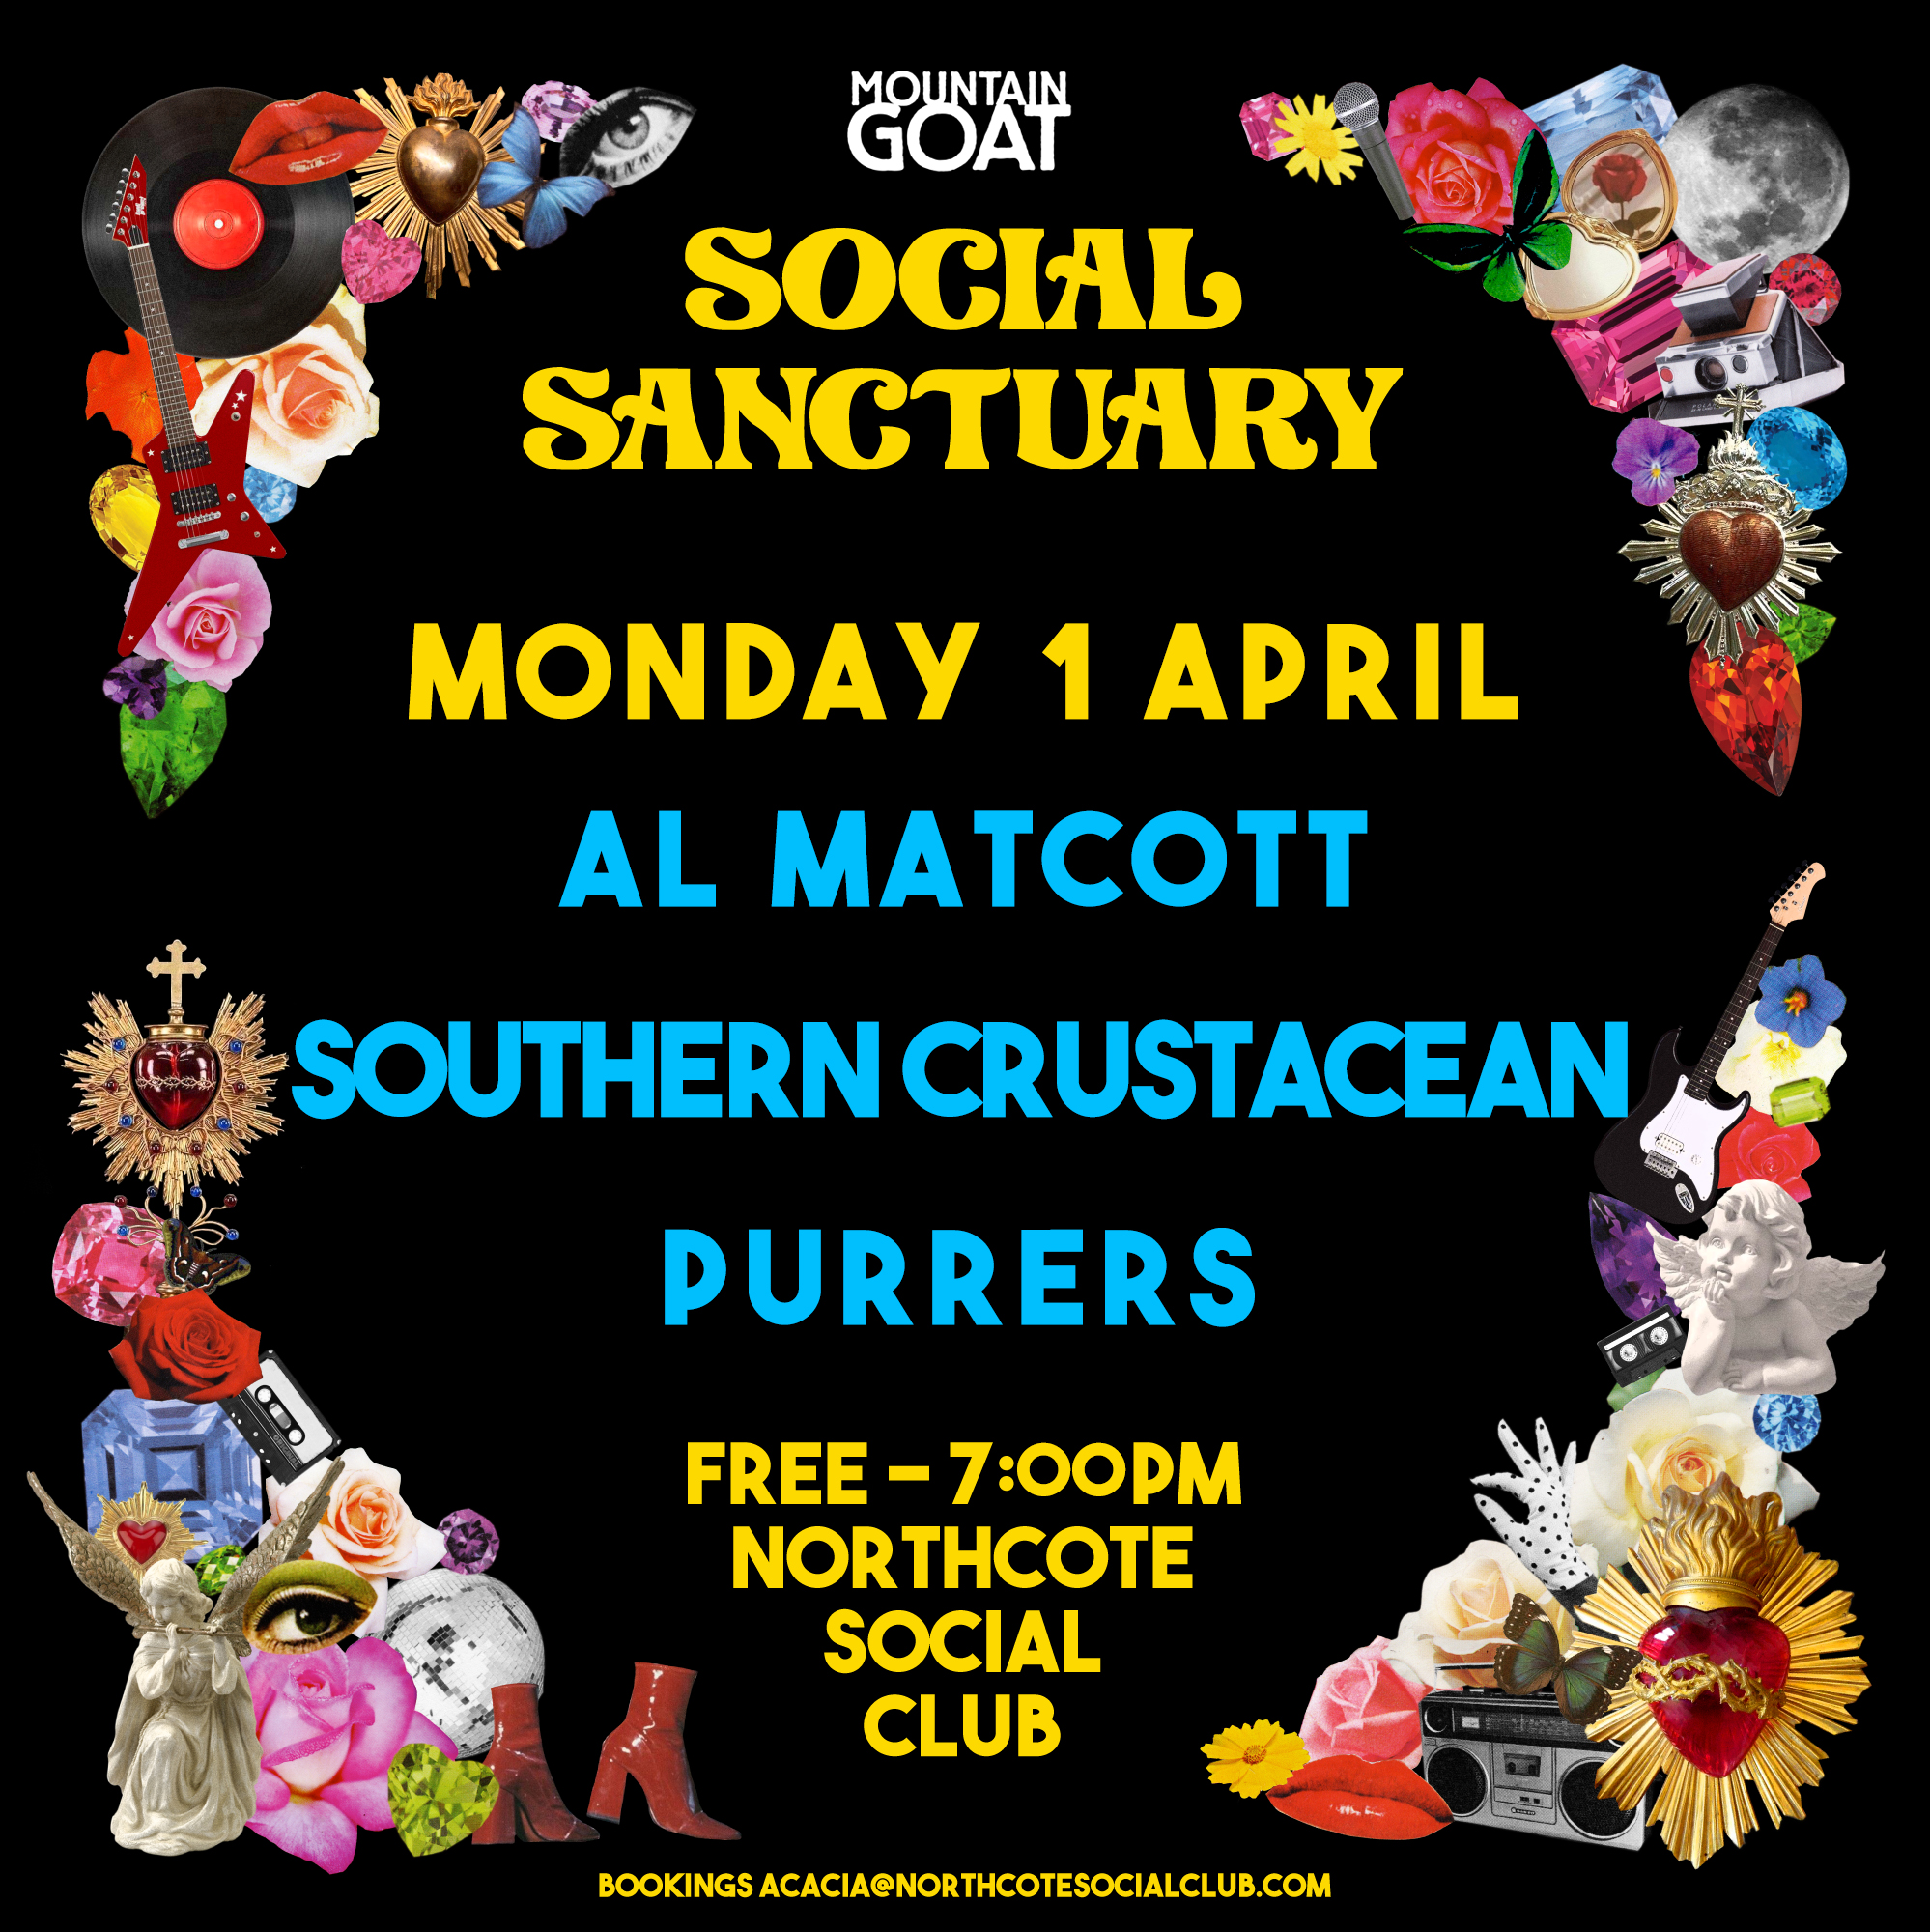 MOUNTAIN
GOAT
SOCIAL
SANCTUARY
MONDAY 1 APRIL
AL MATCOTT
SOUTHERN CRUSTACEAN
PURRERS
FREE – 7:00PM
NORTHCOTE
SOCIAL
CLUB
BOOKINGS ACACIA@NORTHCOTESOCIALCLUB.COM